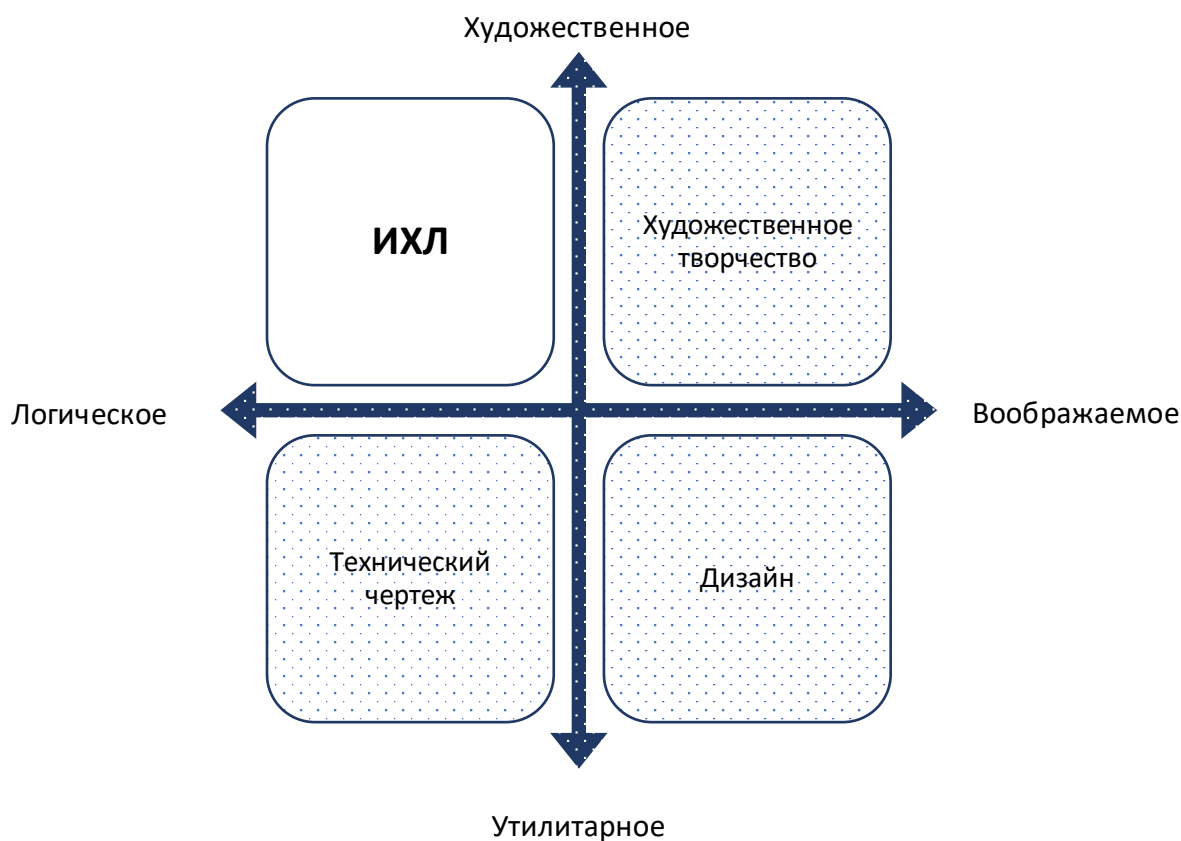 Художественное
ИХЛ
Художественное
творчество
Логическое
Воображаемое
Технический
чертеж
Дизайн
Утилитарное